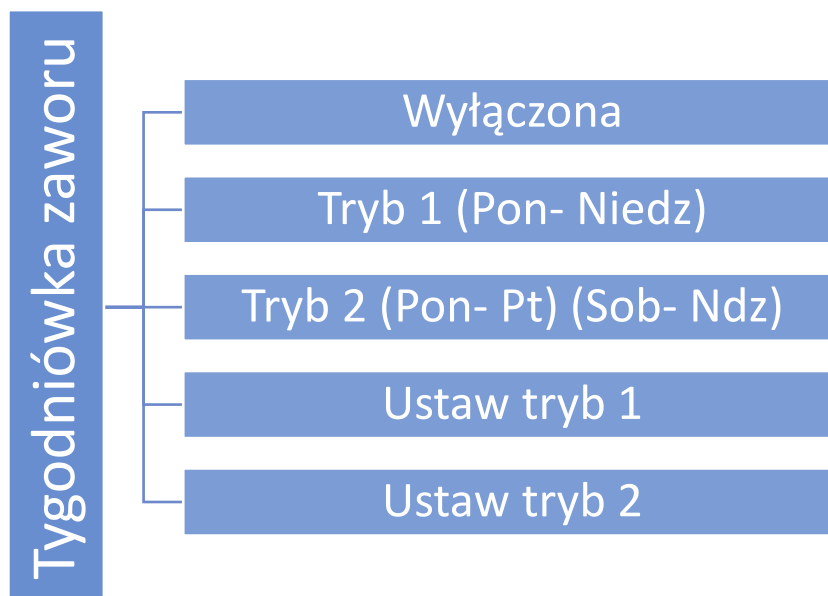 Tygodniówka zaworu
Wyłączona
Tryb 1 (Pon- Niedz)
Tryb 2 (Pon- Pt) (Sob- Ndz)
Ustaw tryb 1
Ustaw tryb 2